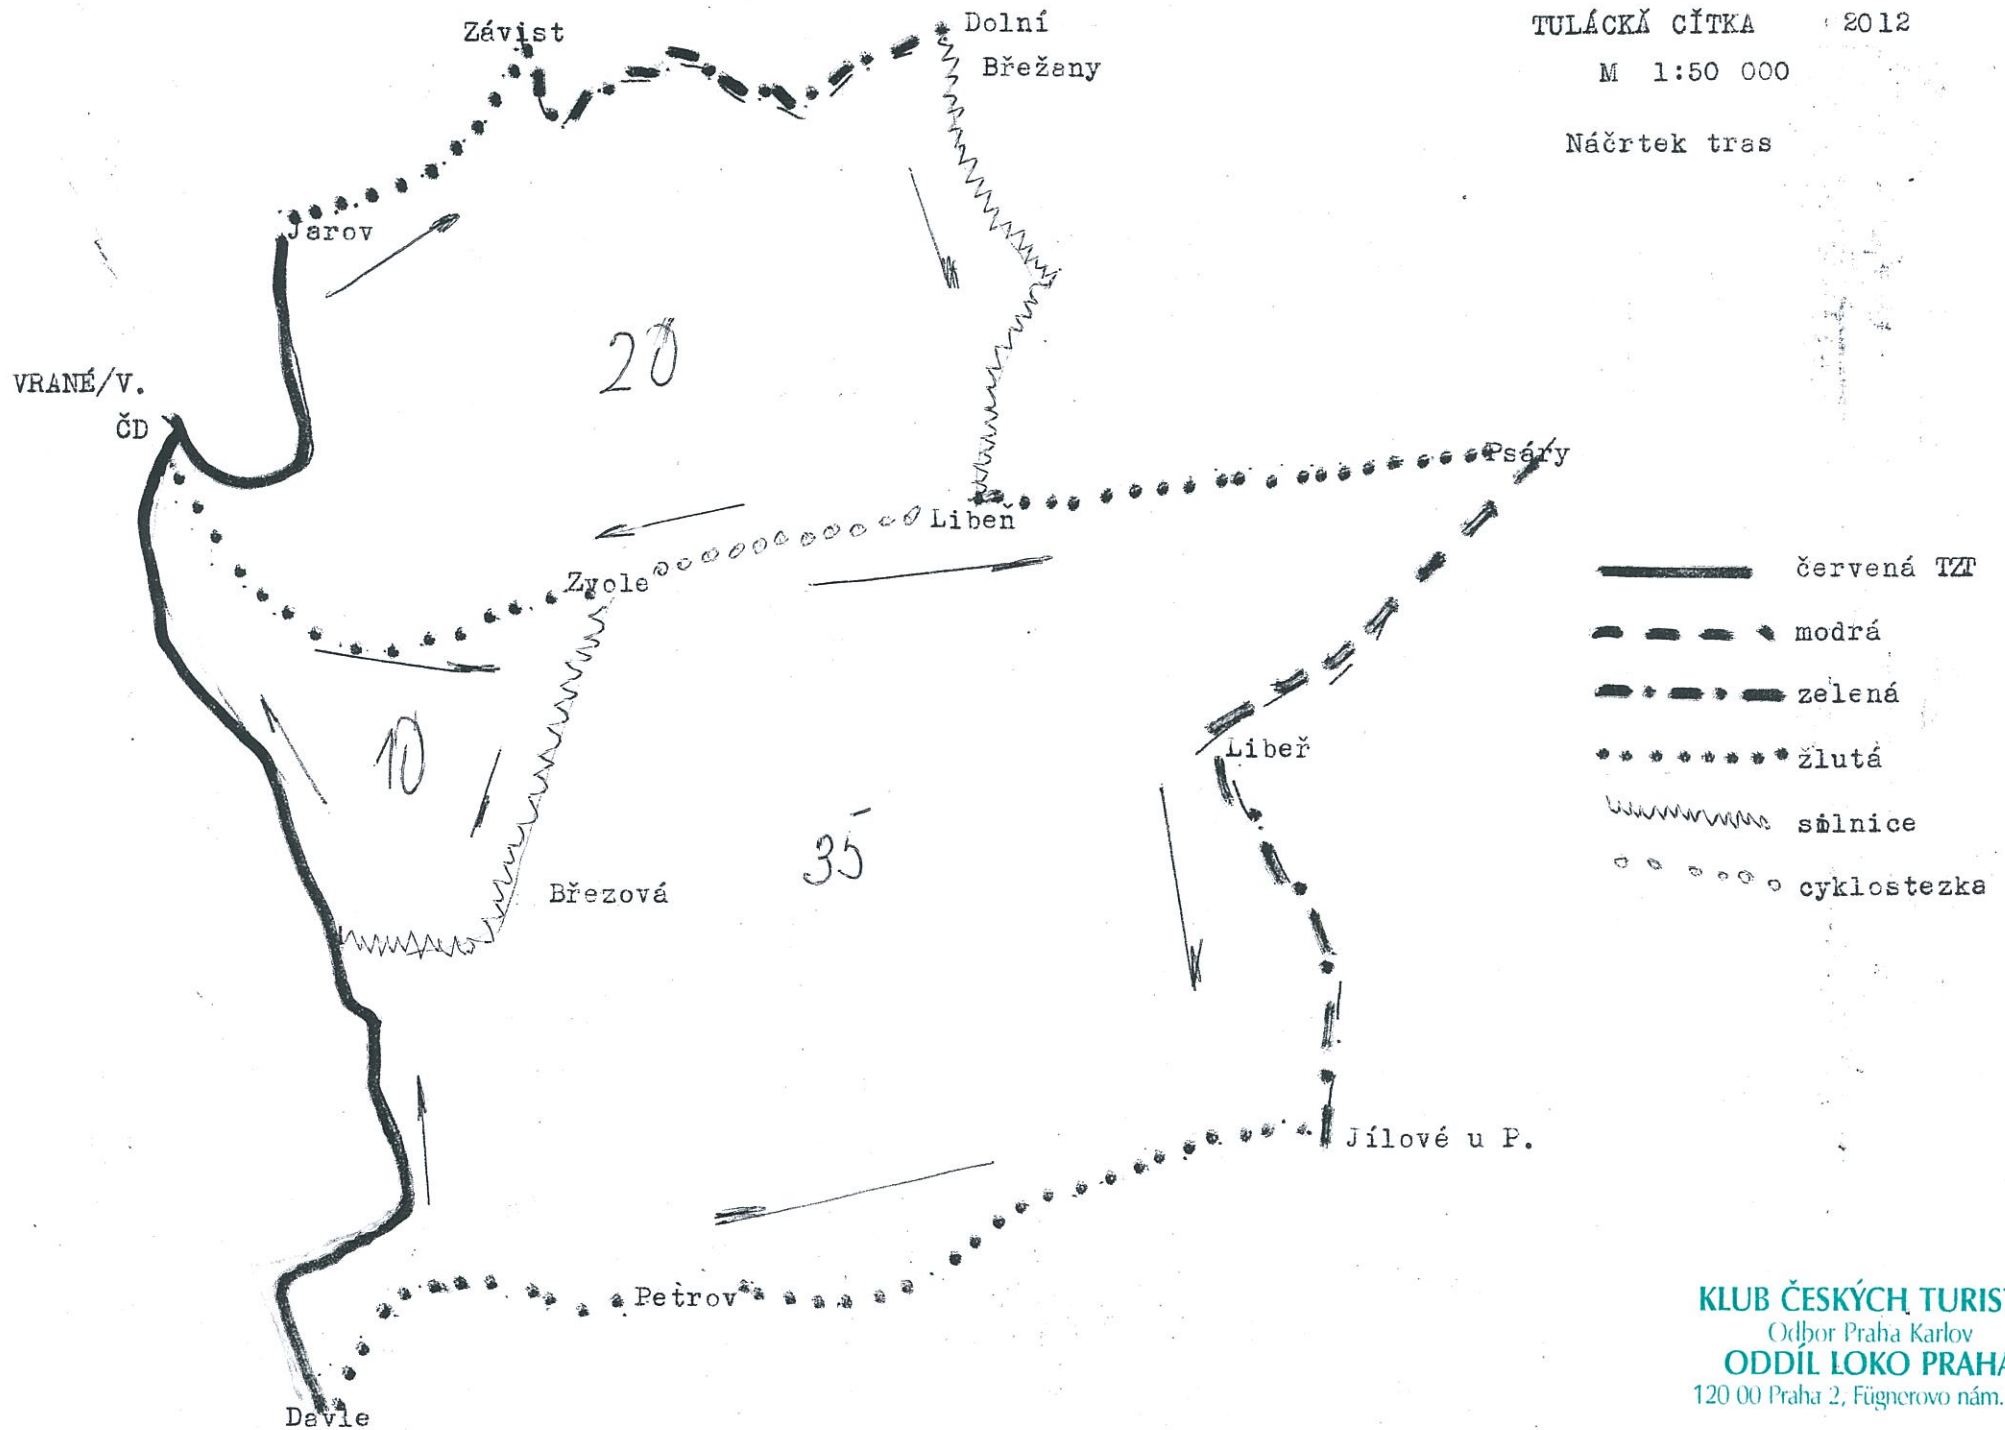 TULÁCKÁ CÍTKA 2012
M 1:50 000
Náčrtek tras
Závist
Dolní
Břežany
Jarov
20
VRANÉ/V.
ČD
Psáry
Libeň
Zvole
10
Libeř
35
Březová
Jílové u P.
Petrov
Davle
červená TZT
modrá
zelená
žlutá
silnice
cyklostezka
KLUB ČESKÝCH TURIS
Odbor Praha Karlov
ODDÍL LOKO PRAHA
120 00 Praha 2, Fügnerovo nám.